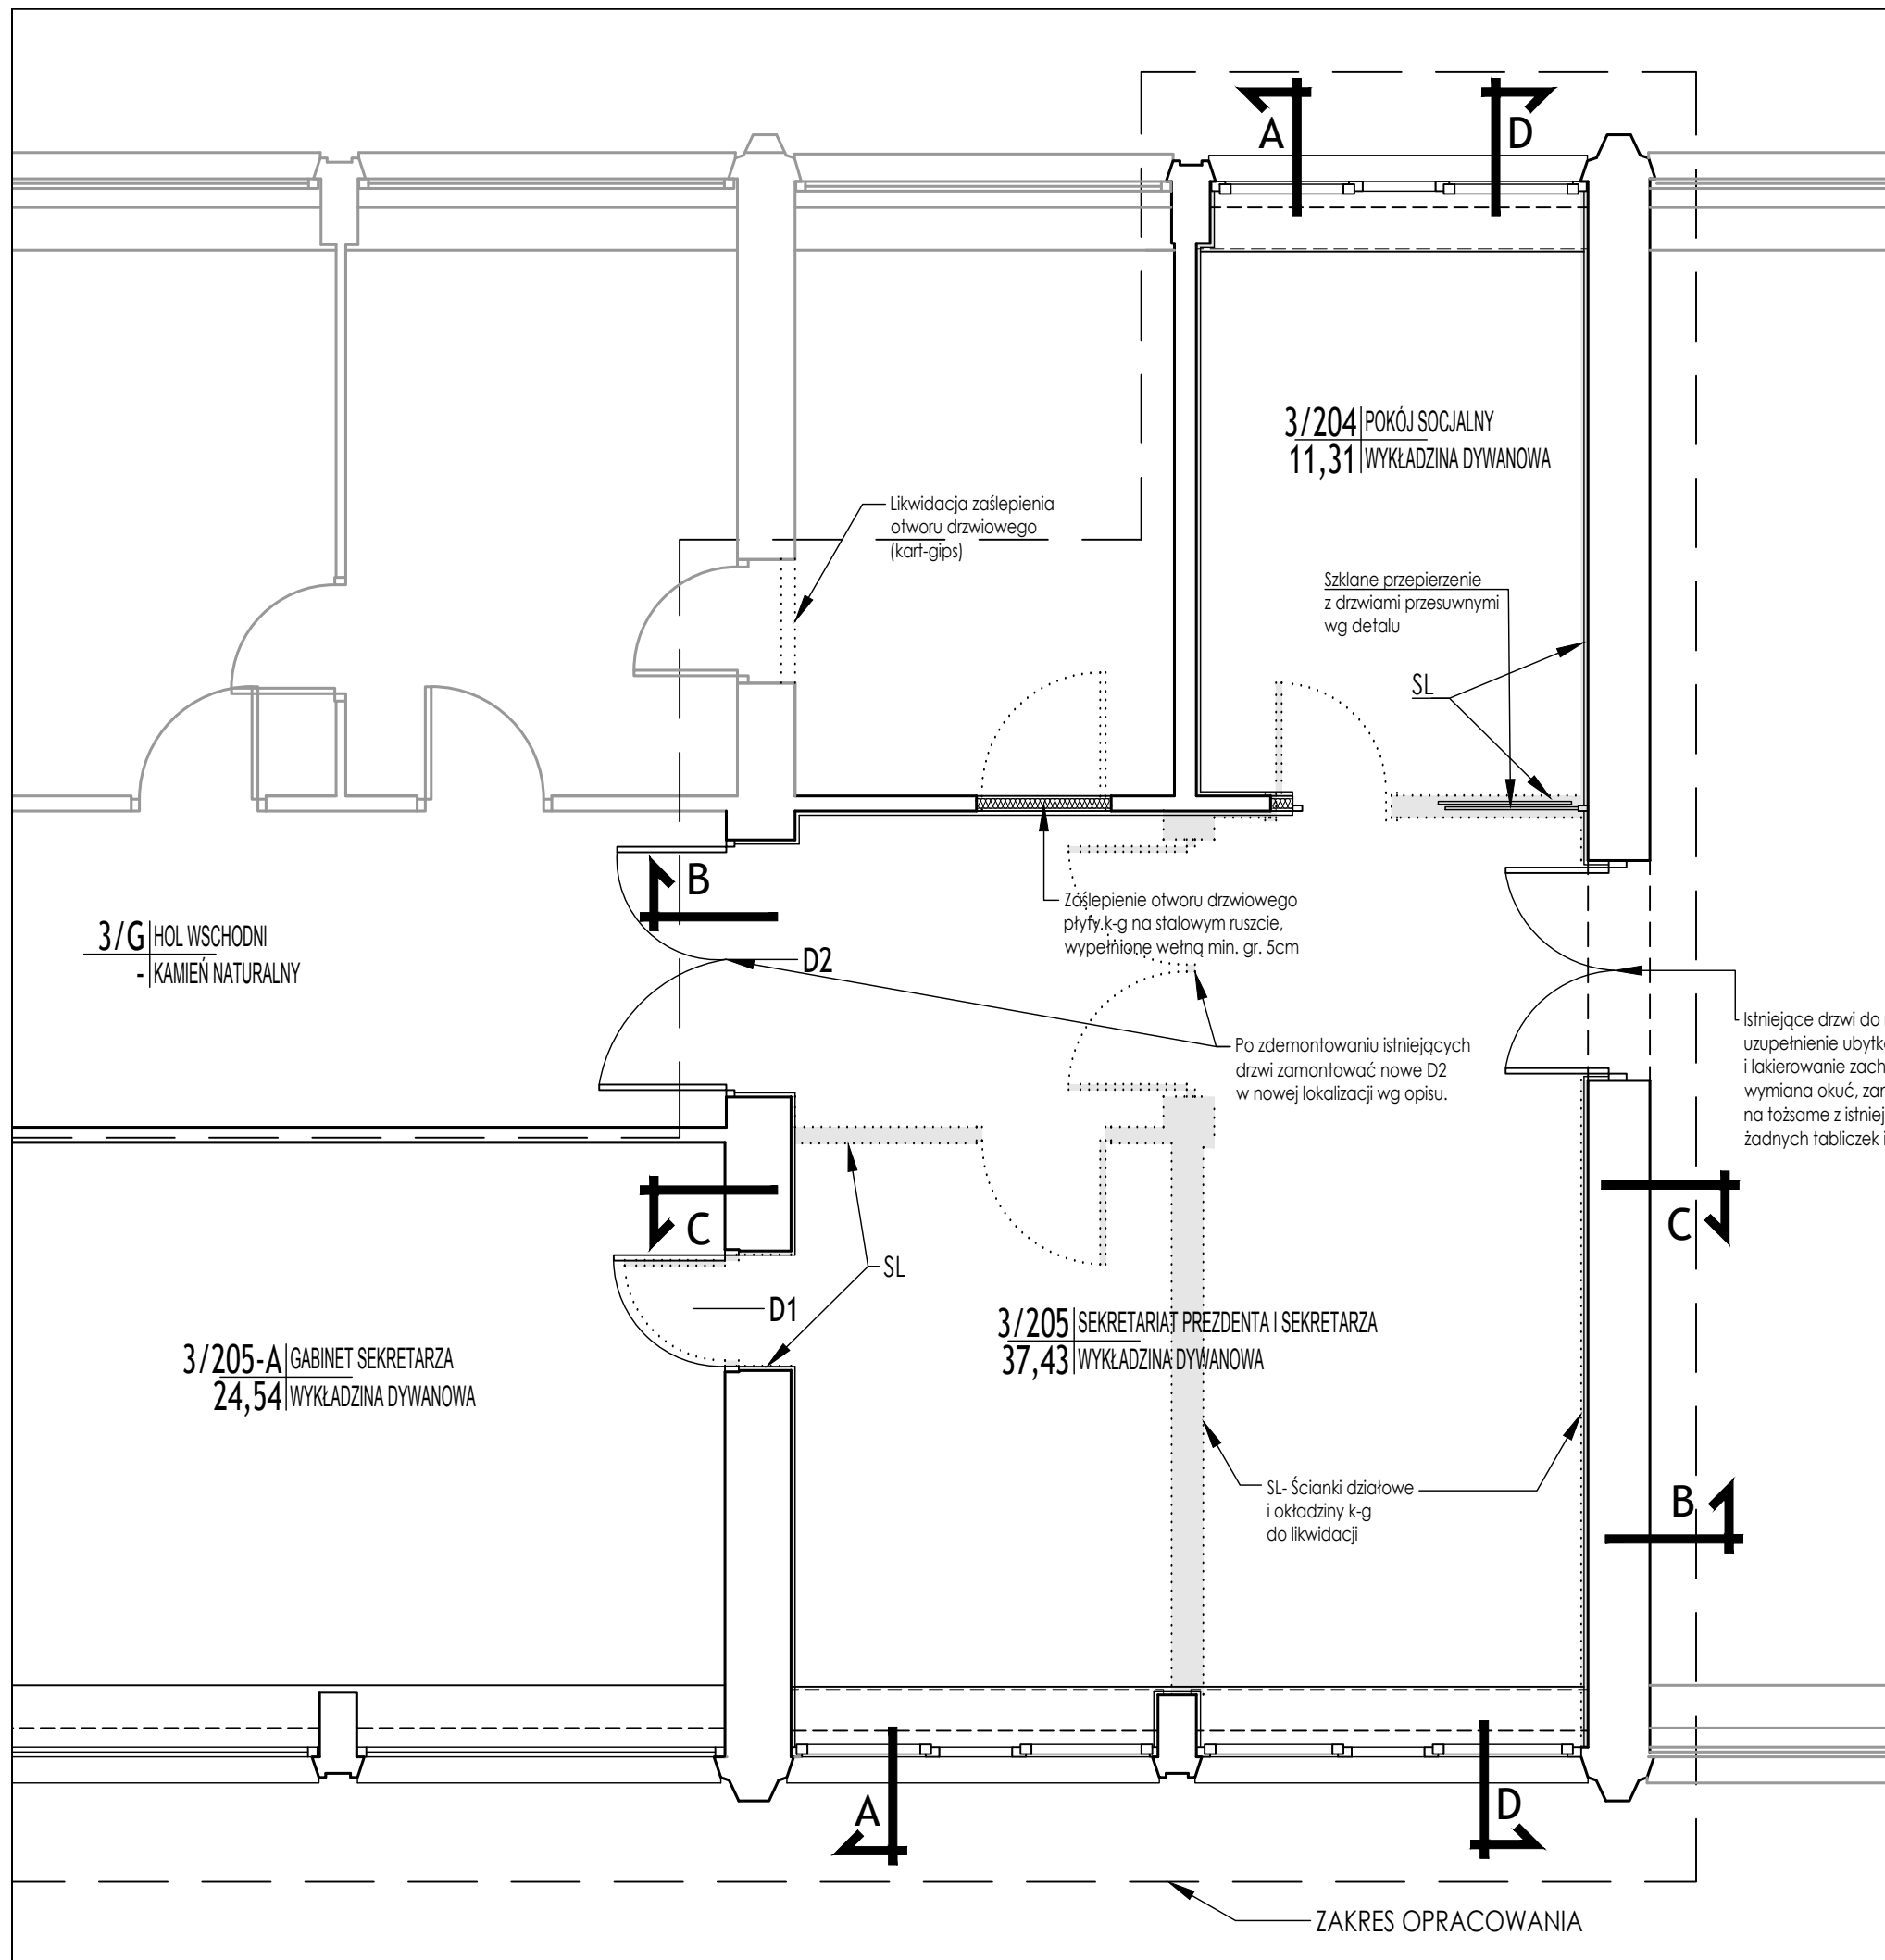 A
D
3/204 POKÓJ SOCJALNY
11,31 WYKŁADZINA DYWANOWA
Likwidacja zaślepienia
otworu drzwiowego
(kart-gips)
Szklane przepierzenie
z drzwiami przesuwnymi
wg detalu
SL
B
Zaślepienie otworu drzwiowego
płyfy.k-g na stalowym ruszcie,
wypełnione wełną min. gr. 5cm
3/G HOL WSCHODNI
- KAMIEŃ NATURALNY
D2
Po zdemontowaniu istniejących
drzwi zamontować nowe D2
w nowej lokalizacji wg opisu.
Istniejące drzwi do
uzupełnienie ubytk
i lakierowanie zach
wymiana okuć, zar
na tożsame z istniej
żadnych tabliczek i
C
C
SL
D1
3/205 SEKRETARIAT PREZDENTA I SEKRETARZA
37,43 WYKŁADZINA DYWANOWA
3/205-A GABINET SEKRETARZA
24,54 WYKŁADZINA DYWANOWA
SL- Ścianki działowe
i okładziny k-g
do likwidacji
B
A
D
ZAKRES OPRACOWANIA